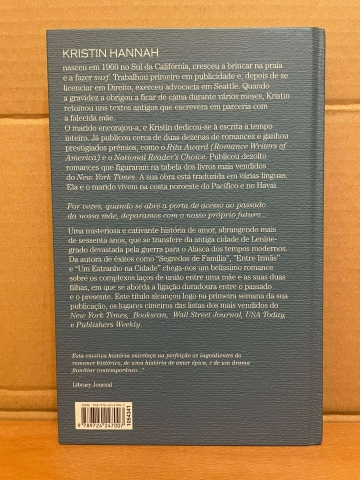 KRISTIN HANNAH
nasceu em 1960 no Sul da Califórnia, cresceu a brincar na praia
e a fazer surf. Trabalhou primeiro em publicidade e, depois de se
licenciar em Direito, exerceu advocacia em Seattle. Quando
a gravidez a obrigou a ficar de cama durante vários meses, Kristin
retomou uns textos antigos que escrevera em parceria com
a falecida mãe.
O marido encorajou-a, e Kristin dedicou-se à escrita a tempo
inteiro. Já publicou cerca de duas dezenas de romances e ganhou
prestigiados prémios, como o Rita Award (Romance Writers of
America) e o National Reader's Choice. Publicou dezoito
romances que figuraram na tabela dos livros mais vendidos
do New York Times. A sua obra está traduzida em várias línguas.
Ela e o marido vivem na costa noroeste do Pacífico e no Havai.
Por vezes, quando se abre a porta de acesso ao passado
da nossa mãe, deparamos com o nosso próprio futuro...
Uma misteriosa e cativante história de amor, abrangendo mais
de sessenta anos, que se transfere da antiga cidade de Lenine-
grado devastada pela guerra para o Alasca dos tempos modernos.
Da autora de êxitos como "Segredos de Família", "Entre Irmãs"
e "Um Estranho na Cidade" chega-nos um belíssimo romance
sobre os complexos laços de união entre uma mãe e as suas duas
filhas, em que se aborda a ligação duradoura entre o passado
e o presente. Este título alcançou logo na primeira semana da sua
publicação, os lugares cimeiros das listas dos mais vendidos do
New York Times, Bookscan, Wall Street Journal, USA Today,
e Publishers Weekly.
Esta emotiva história entrelaça na perfeição os ingredientes do
romance histórico, de uma história de amor épica, e de um drama
familiar contemporâneo..."
Library Journal
9 789724 247007
1054341